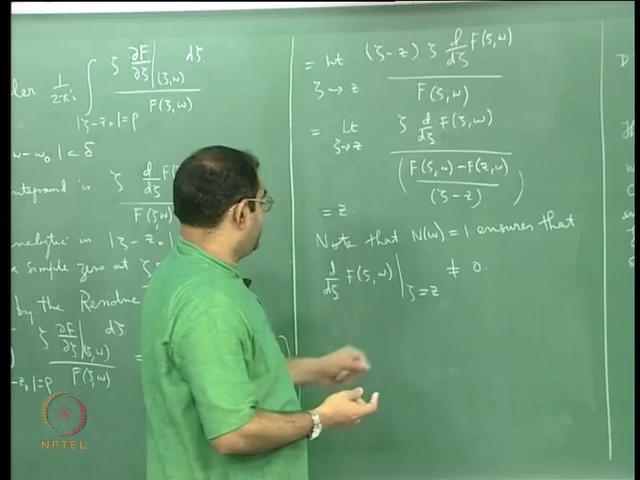 1/2πi ∫ ζ ∂F/∂ζ |(ζ,w) dζ
F(ζ,w)
|ζ-z₀|=ρ
w-w₀|<δ
integrand is ζ d/dζ F(
F(ζ,w)
analytic in |ζ-z₀|
a simple zero at ζ
by the Residue
ζ ∂F/∂ζ |(ζ,w) dζ =
F(ζ,w)
-z₀|=ρ
= Lt (ζ-z) ζ d/dζ F(ζ,w)
ζ→z F(ζ,w)
= Lt ζ d/dζ F(ζ,w)
ζ→z ( F(ζ,w)-F(z,w) / (ζ-z) )
= z.
Note that N(w)=1 ensures that
d/dζ F(ζ,w) |ζ=z ≠ 0.
NPTEL